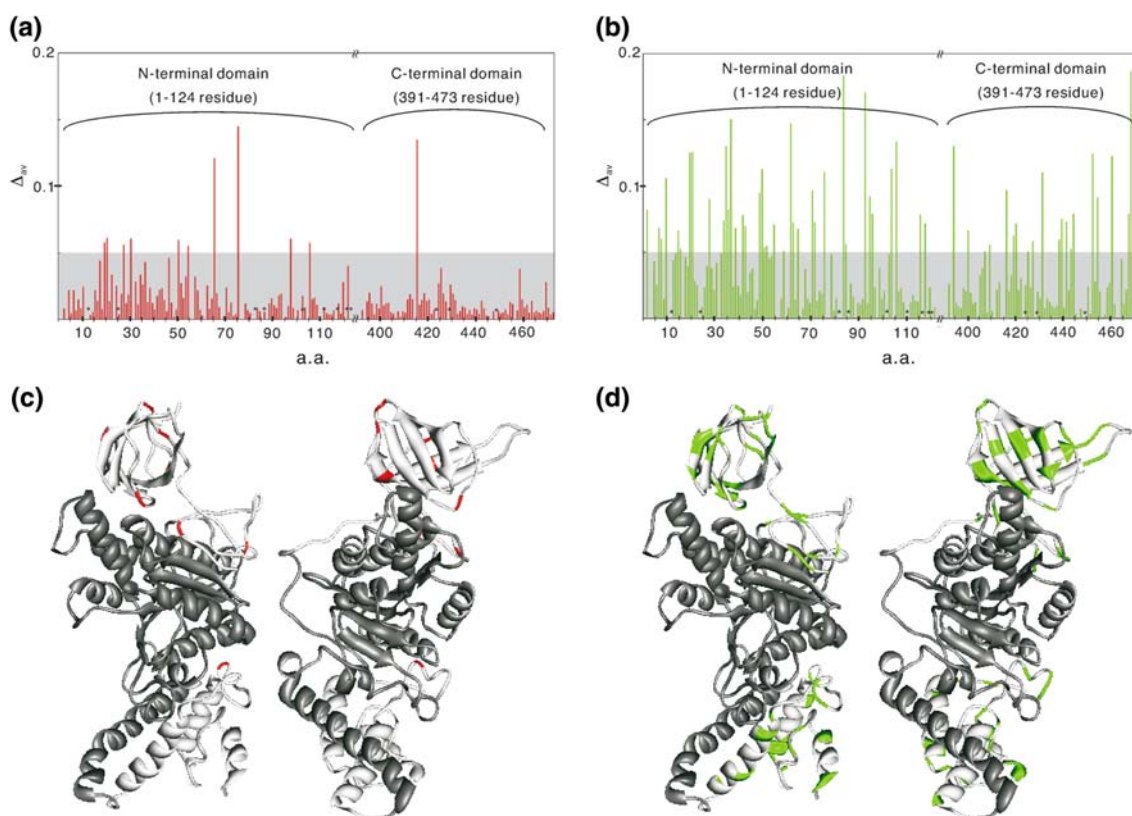 (a)
0.2
N-terminal domain
(1-124 residue)
C-terminal domain
(391-473 residue)
Δav
0.1
10 30 50 70 90 110 400 420 440 460
a.a.
(b)
0.2
N-terminal domain
(1-124 residue)
C-terminal domain
(391-473 residue)
Δav
0.1
10 30 50 70 90 110 400 420 440 460
a.a.
(c)
(d)